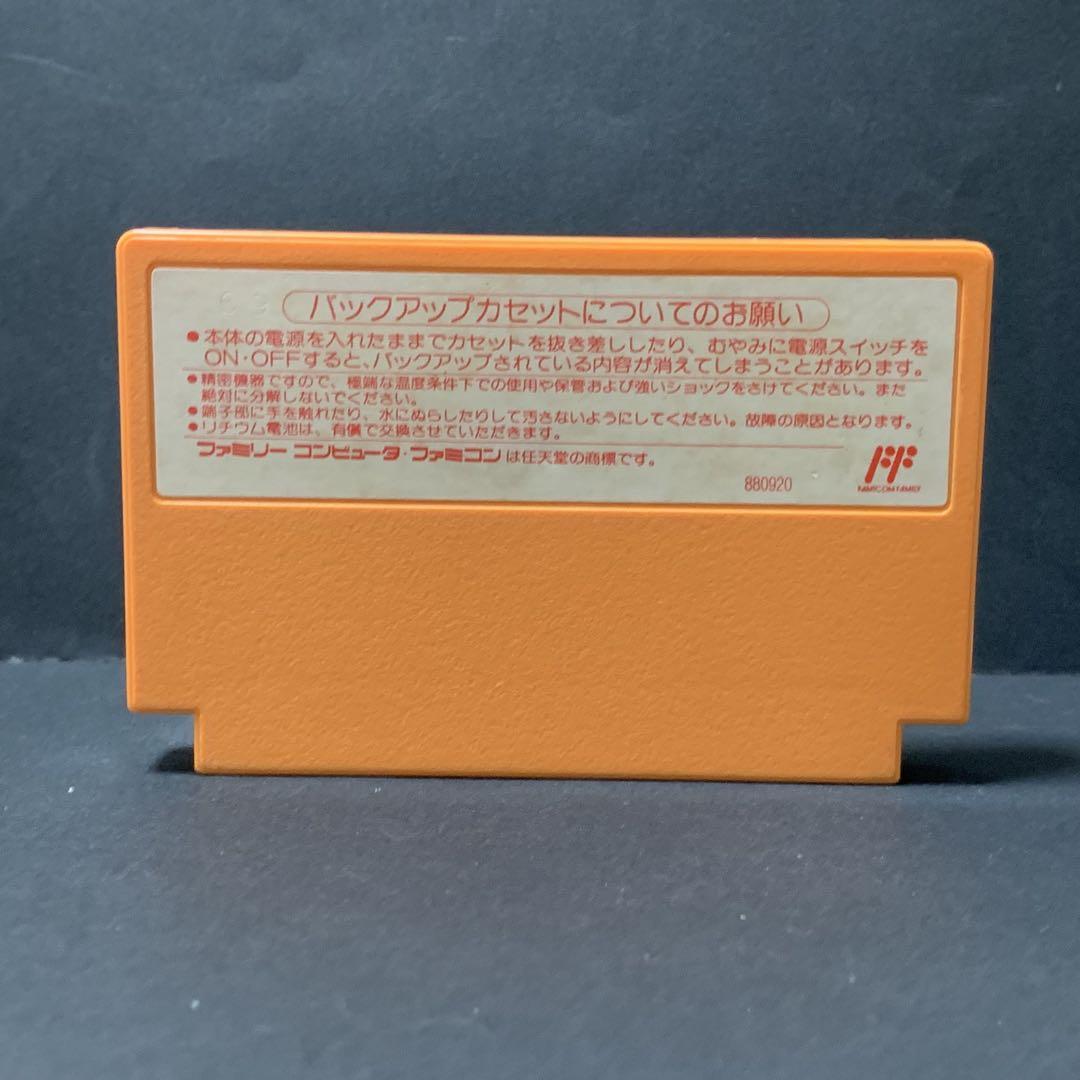 バックアップカセットについてのお願い
●本体の電源を入れたままでカセットを抜き差ししたり、むやみに電源スイッチを
ON・OFFすると、バックアップされている内容が消えてしまうことがあります。
●精密機器ですので、極端な温度条件下での使用や保管および強いショックをさけてください。また
絶対に分解しないでください。
●端子部に手を触れたり、水にぬらしたりして汚さないようにしてください。故障の原因となります。
●リチウム電池は、有償で交換させていただきます。
ファミリーコンピュータ・ファミコンは任天堂の商標です。
880920
FAMICOM FAMILY